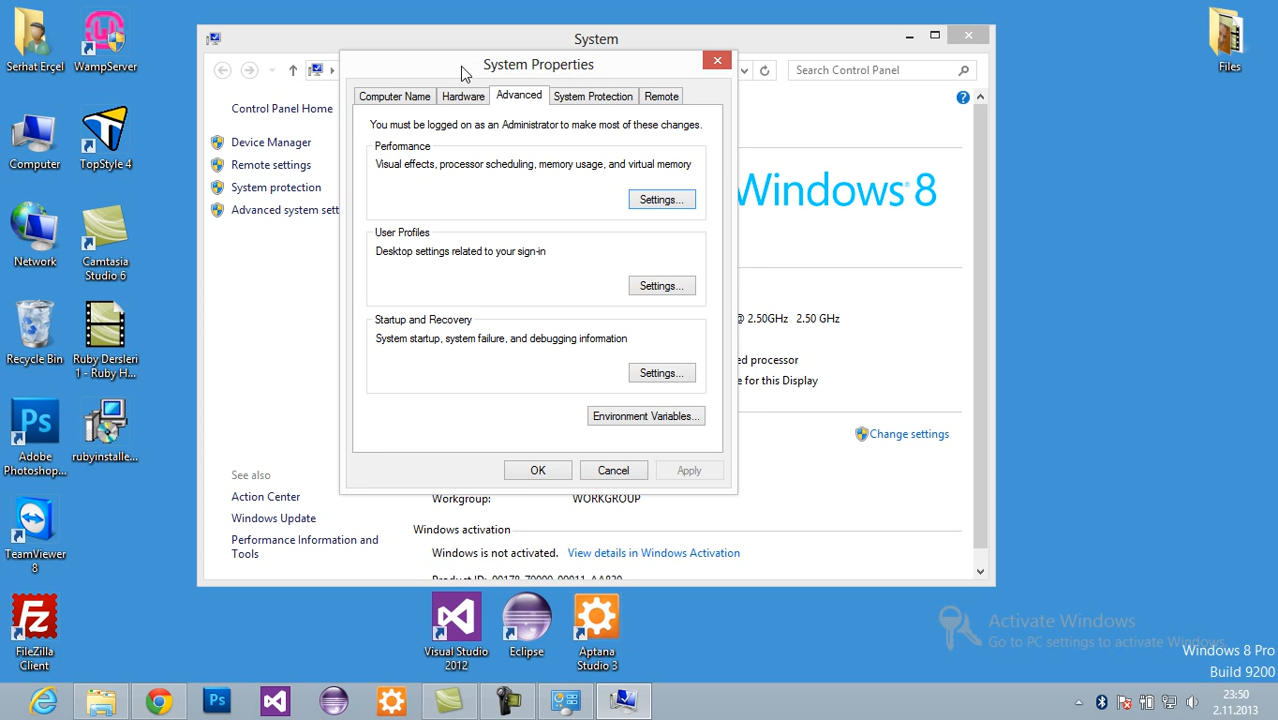 Serhat Erçel
WampServer
Files
Computer
TopStyle 4
Network
Camtasia
Studio 6
Recycle Bin
Ruby Dersleri
1 - Ruby H...
Adobe
Photoshop...
rubyinstalle...
TeamViewer
8
FileZilla
Client
System
Search Control Panel
Control Panel Home
Device Manager
Remote settings
System protection
Advanced system sett
See also
Action Center
Windows Update
Performance Information and
Tools
System Properties
Computer Name
Hardware
Advanced
System Protection
Remote
You must be logged on as an Administrator to make most of these changes.
Performance
Visual effects, processor scheduling, memory usage, and virtual memory
Settings...
User Profiles
Desktop settings related to your sign-in
Settings...
Startup and Recovery
System startup, system failure, and debugging information
Settings...
Environment Variables...
OK
Cancel
Apply
Windows 8
@ 2.50GHz 2.50 GHz
ed processor
e for this Display
Change settings
Workgroup: WORKGROUP
Windows activation
Windows is not activated. View details in Windows Activation
Visual Studio
2012
Eclipse
Aptana
Studio 3
Activate Windows
Go to PC settings to activate Windows.
Windows 8 Pro
Build 9200
Ps
23:50
2.11.2013